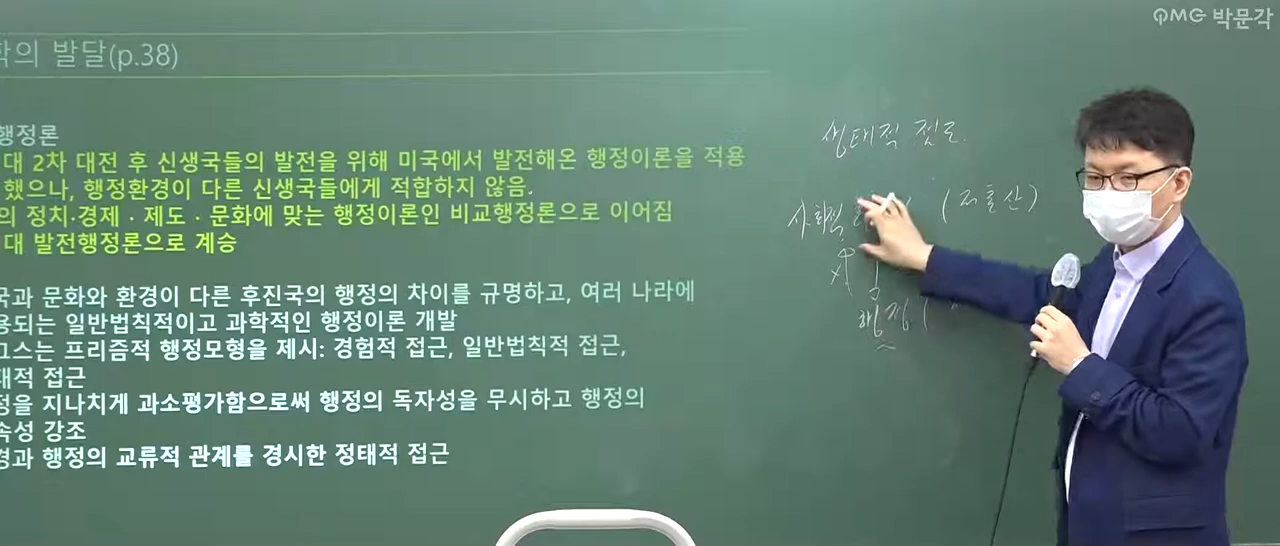 PMG 박문각
학의 발달(p.38)
행정론
대 2차 대전 후 신생국들의 발전을 위해 미국에서 발전해온 행정이론을 적용
했으나, 행정환경이 다른 신생국들에게 적합하지 않음.
의 정치·경제·제도·문화에 맞는 행정이론인 비교행정론으로 이어짐
대 발전행정론으로 계승
국과 문화와 환경이 다른 후진국의 행정의 차이를 규명하고, 여러 나라에
용되는 일반법칙적이고 과학적인 행정이론 개발
그스는 프리즘적 행정모형을 제시: 경험적 접근, 일반법칙적 접근,
태적 접근
정을 지나치게 과소평가함으로써 행정의 독자성을 무시하고 행정의
속성 강조
경과 행정의 교류적 관계를 경시한 정태적 접근
생태적 접근
사회적 (저출산)
행정